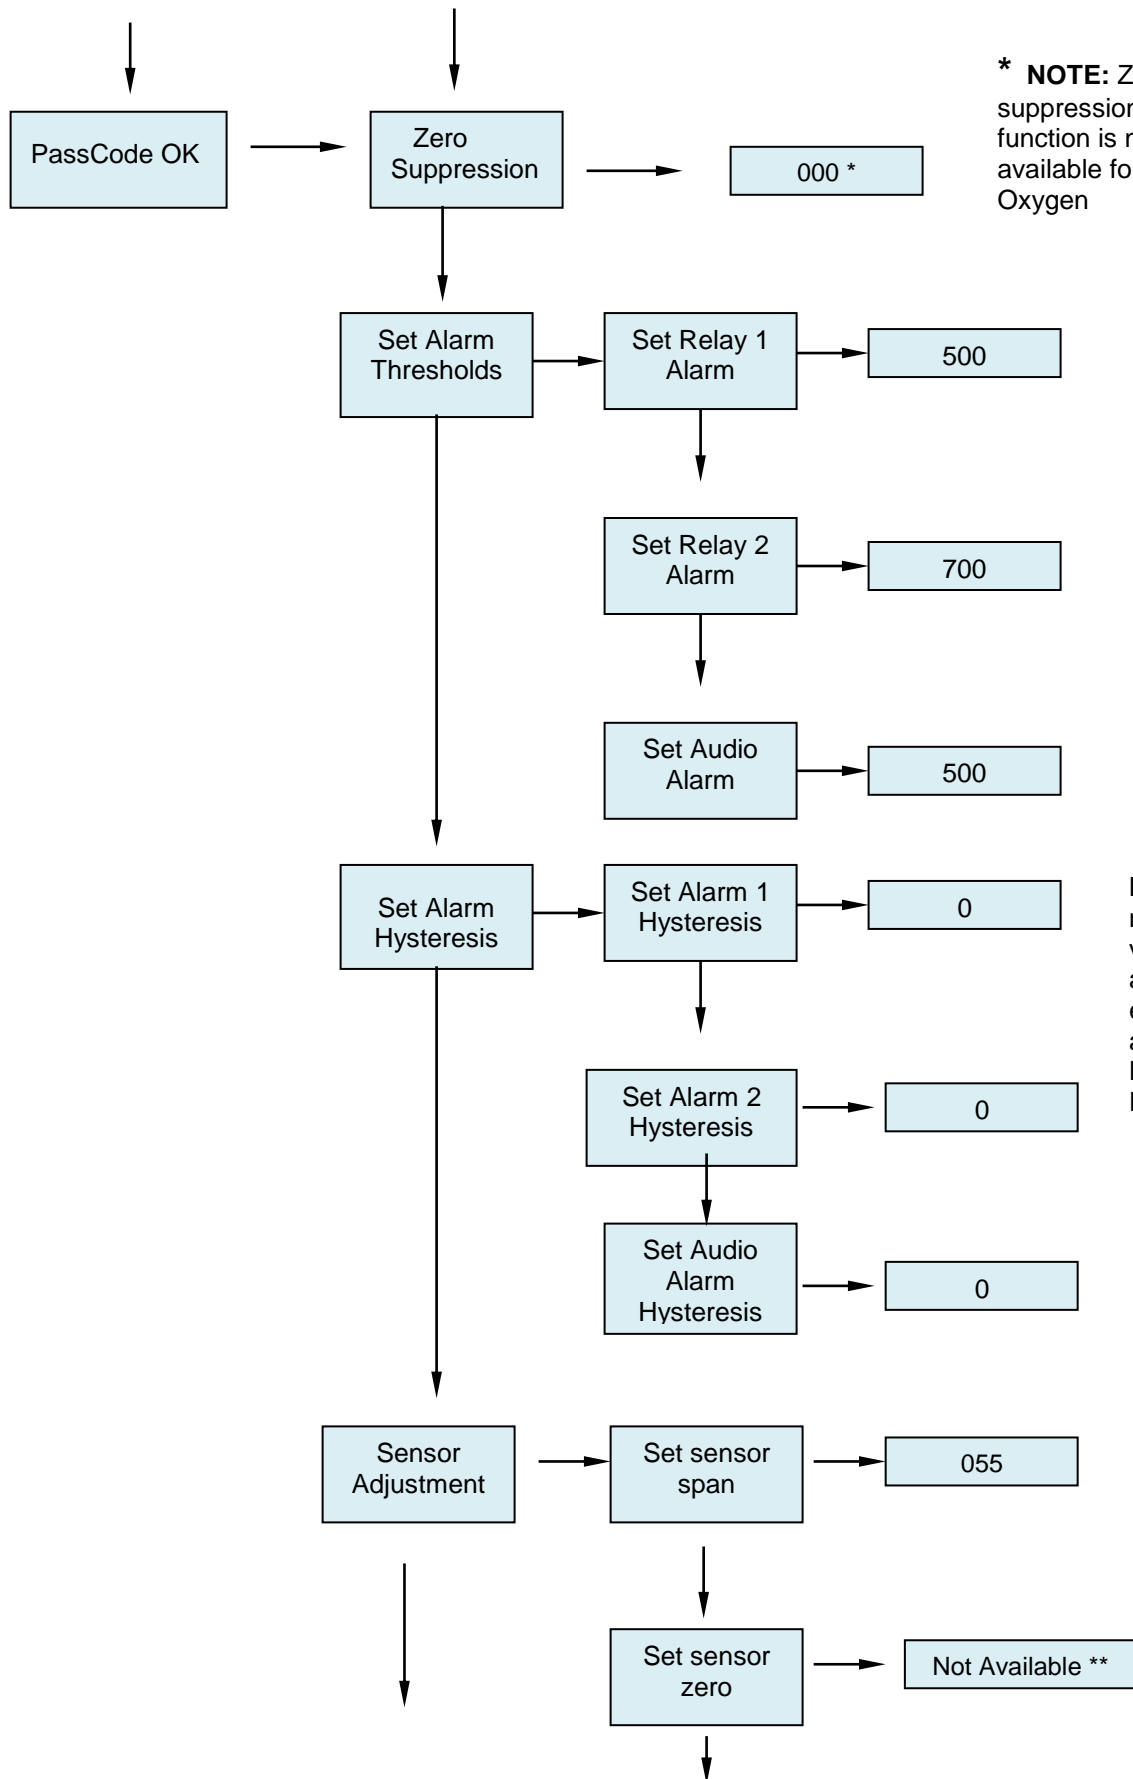 * NOTE: Z
suppression
function is
available fo
Oxygen
PassCode OK
Zero
Suppression
000 *
Set Alarm
Thresholds
Set Relay 1
Alarm
500
Set Relay 2
Alarm
700
Set Audio
Alarm
500
Set Alarm
Hysteresis
Set Alarm 1
Hysteresis
0
Set Alarm 2
Hysteresis
0
Set Audio
Alarm
Hysteresis
0
Sensor
Adjustment
Set sensor
span
055
Set sensor
zero
Not Available **